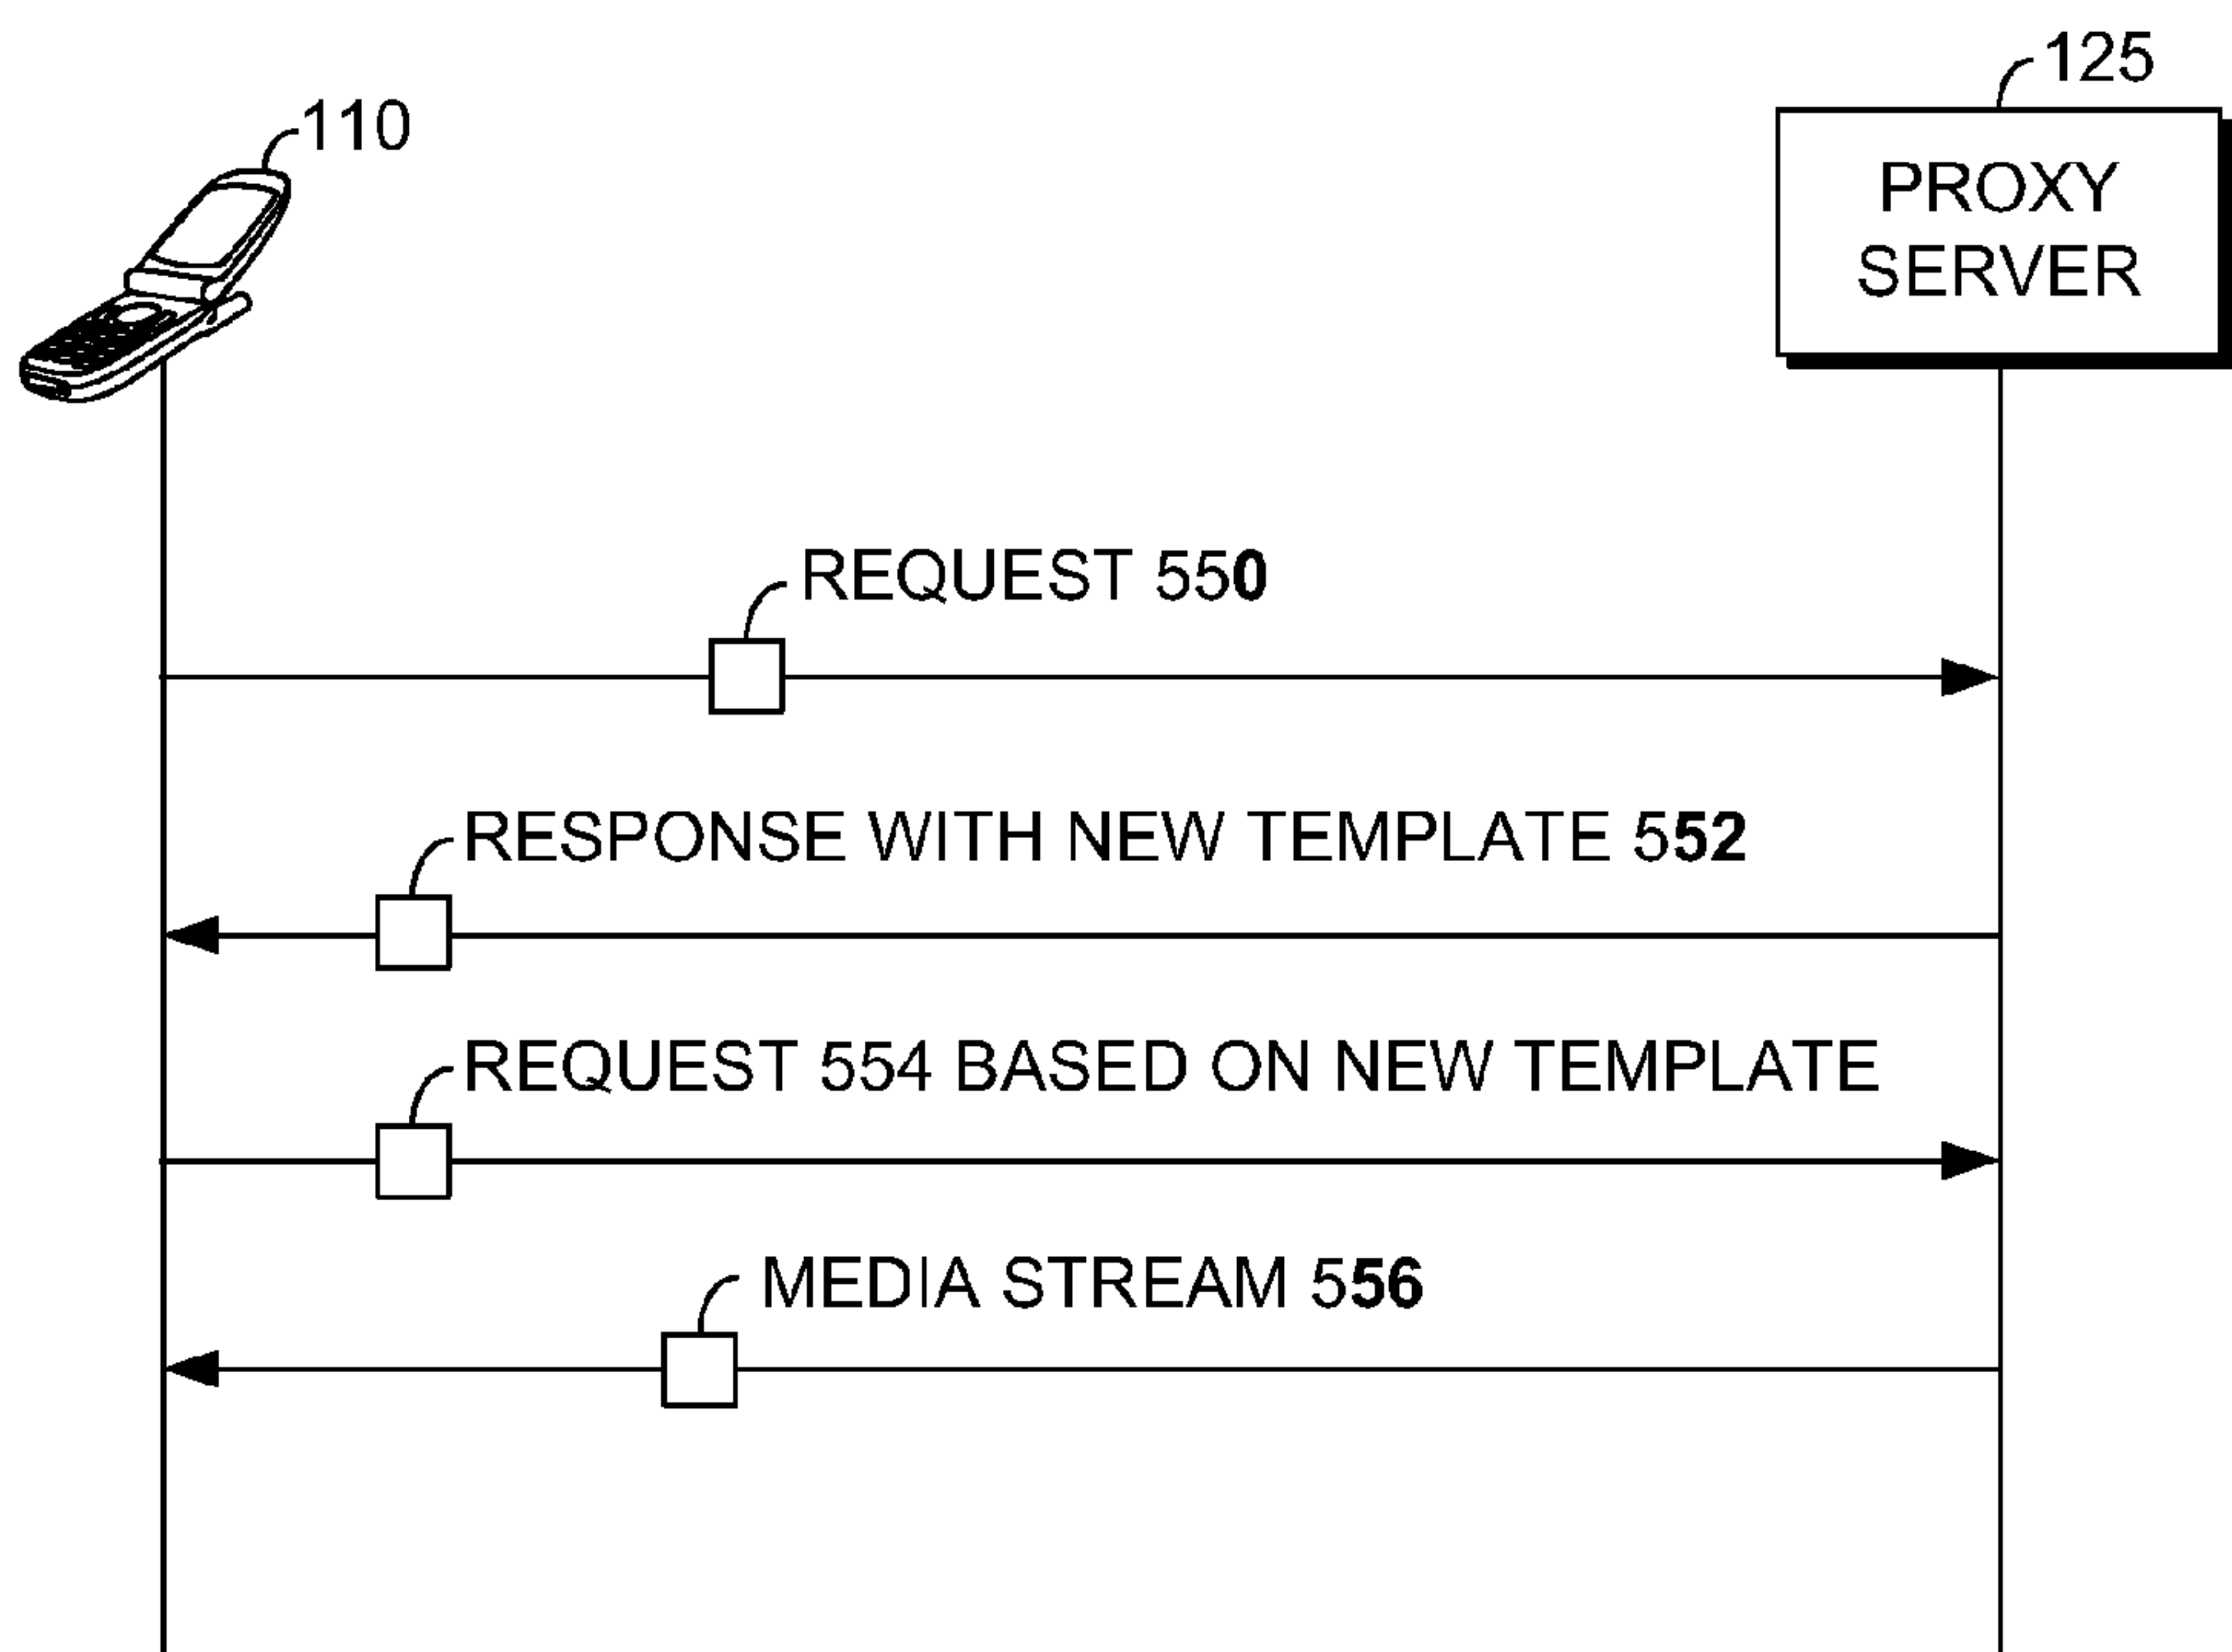 125
110
PROXY
SERVER
REQUEST 550
RESPONSE WITH NEW TEMPLATE 552
REQUEST 554 BASED ON NEW TEMPLATE
MEDIA STREAM 556